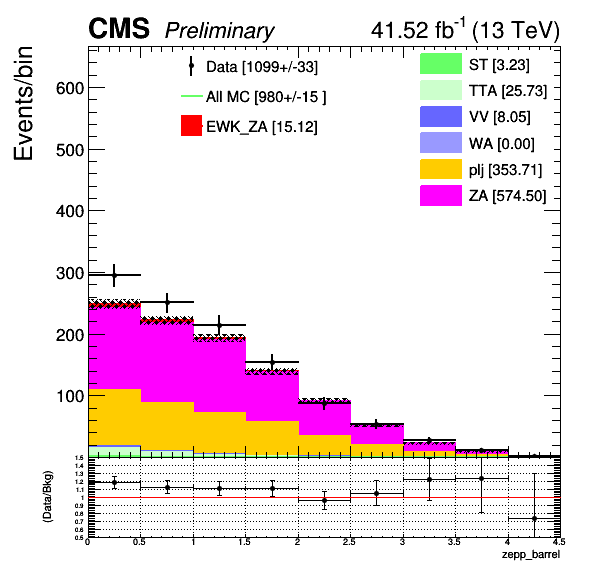 CMS Preliminary 41.52 fb⁻¹ (13 TeV)
Events/bin
600
500
400
300
200
100
Data [1099+/-33]
All MC [980+/-15 ]
EWK_ZA [15.12]
ST [3.23]
TTA [25.73]
VV [8.05]
WA [0.00]
plj [353.71]
ZA [574.50]
(Data/Bkg)
1.5
1.4
1.3
1.2
1.1
1.0
0.9
0.8
0.7
0.6
0.5
0 0.5 1 1.5 2 2.5 3 3.5 4 4.5
zepp_barrel